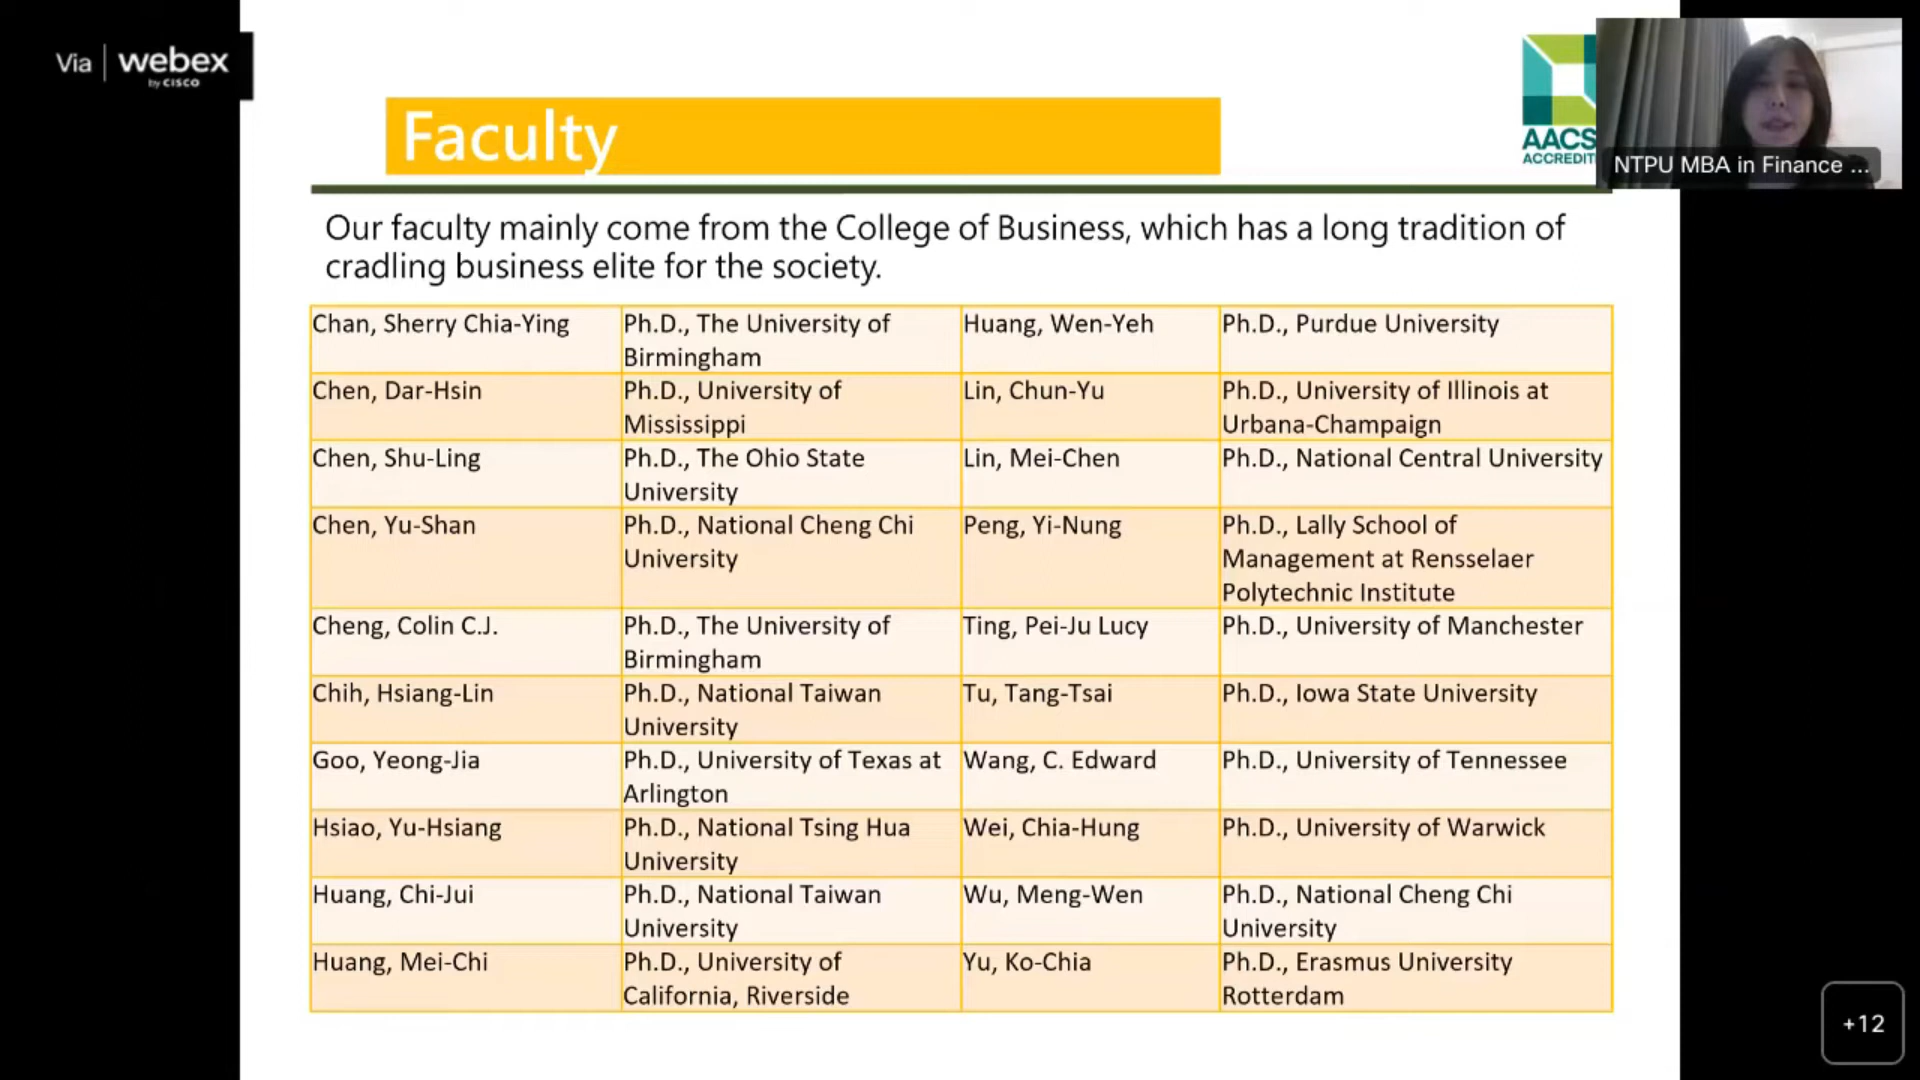 Via webex
by CISCO
Faculty
AACS
ACCREDIT
NTPU MBA in Finance ...
Our faculty mainly come from the College of Business, which has a long tradition of
cradling business elite for the society.
Chan, Sherry Chia-Ying
Ph.D., The University of
Birmingham
Huang, Wen-Yeh
Ph.D., Purdue University
Chen, Dar-Hsin
Ph.D., University of
Mississippi
Lin, Chun-Yu
Ph.D., University of Illinois at
Urbana-Champaign
Chen, Shu-Ling
Ph.D., The Ohio State
University
Lin, Mei-Chen
Ph.D., National Central University
Chen, Yu-Shan
Ph.D., National Cheng Chi
University
Peng, Yi-Nung
Ph.D., Lally School of
Management at Rensselaer
Polytechnic Institute
Cheng, Colin C.J.
Ph.D., The University of
Birmingham
Ting, Pei-Ju Lucy
Ph.D., University of Manchester
Chih, Hsiang-Lin
Ph.D., National Taiwan
University
Tu, Tang-Tsai
Ph.D., Iowa State University
Goo, Yeong-Jia
Ph.D., University of Texas at
Arlington
Wang, C. Edward
Ph.D., University of Tennessee
Hsiao, Yu-Hsiang
Ph.D., National Tsing Hua
University
Wei, Chia-Hung
Ph.D., University of Warwick
Huang, Chi-Jui
Ph.D., National Taiwan
University
Wu, Meng-Wen
Ph.D., National Cheng Chi
University
Huang, Mei-Chi
Ph.D., University of
California, Riverside
Yu, Ko-Chia
Ph.D., Erasmus University
Rotterdam
+12